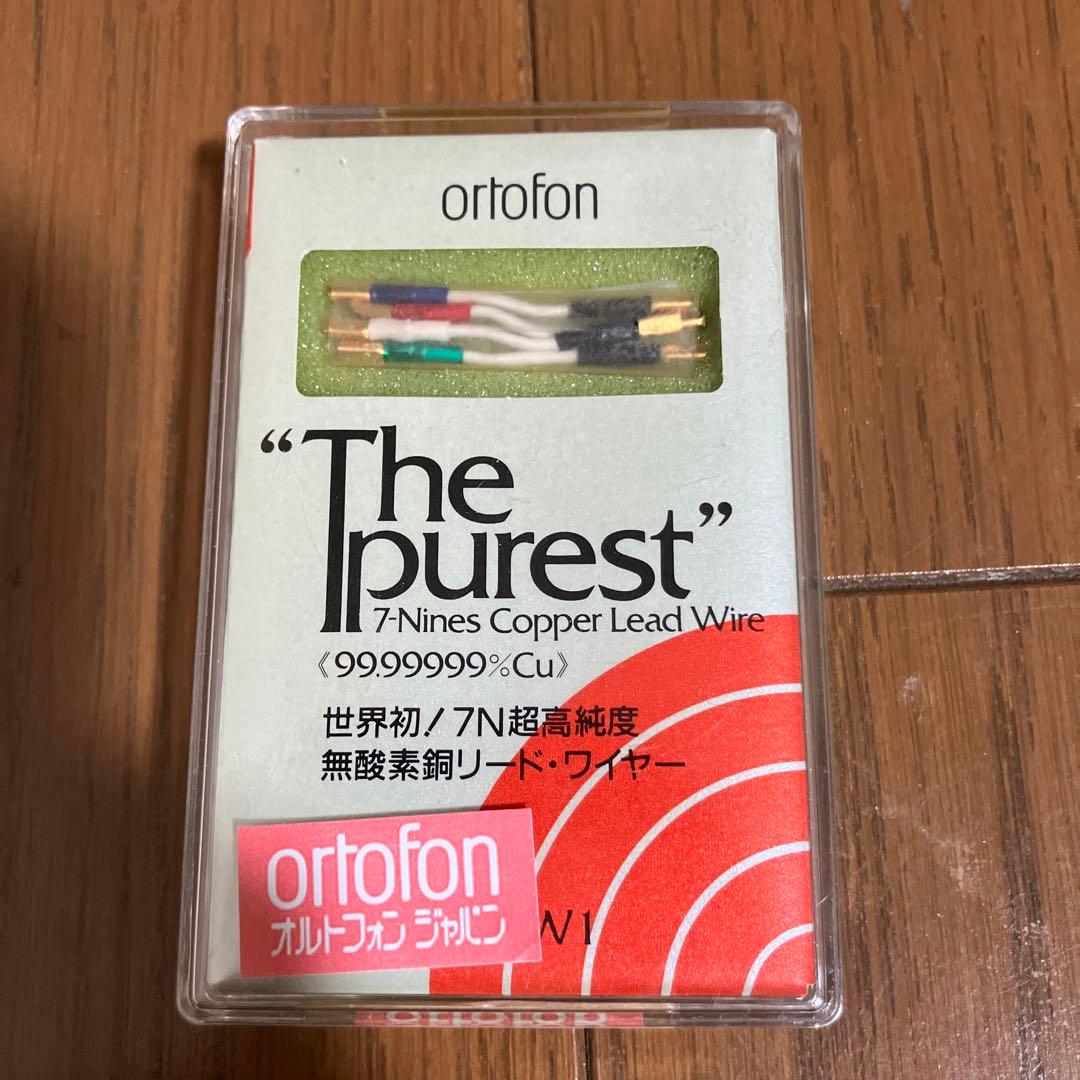 ortofon
“The
purest”
7-Nines Copper Lead Wire
《99.99999%Cu》
世界初!7N超高純度
無酸素銅リード・ワイヤー
ortofon
オルトフォン ジャパン
W1
ortofon